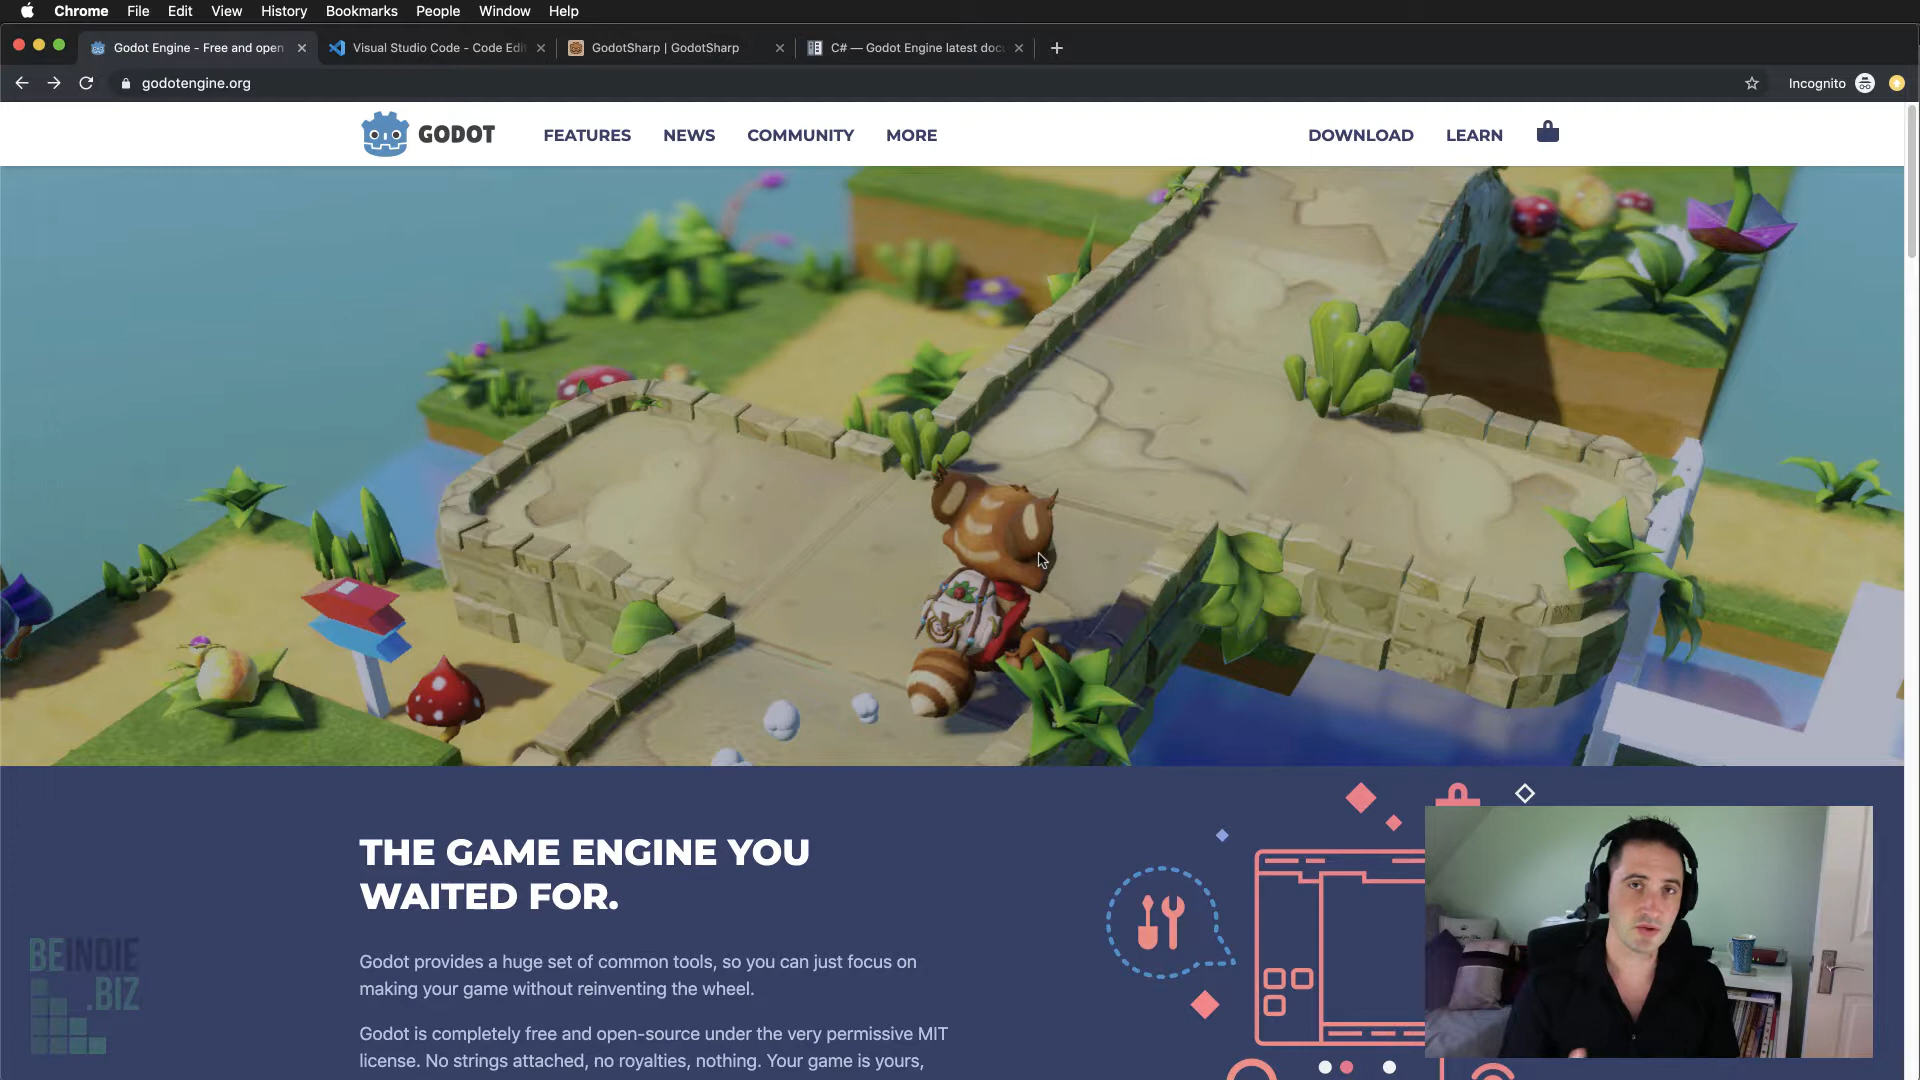 Chrome File Edit View History Bookmarks People Window Help
Godot Engine - Free and open
Visual Studio Code - Code Edi
GodotSharp | GodotSharp
C# — Godot Engine latest doc
godotengine.org
Incognito
GODOT
FEATURES NEWS COMMUNITY MORE DOWNLOAD LEARN
THE GAME ENGINE YOU
WAITED FOR.
Godot provides a huge set of common tools, so you can just focus on
making your game without reinventing the wheel.
Godot is completely free and open-source under the very permissive MIT
license. No strings attached, no royalties, nothing. Your game is yours,
BEINDIE
.BIZ